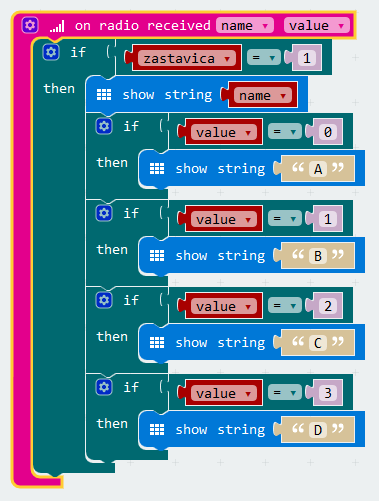 on radio received name value
if ( zastavica = 1
then show string name
if ( value = 0
then show string “ A ”
if ( value = 1
then show string “ B ”
if ( value = 2
then show string “ C ”
if ( value = 3
then show string “ D ”